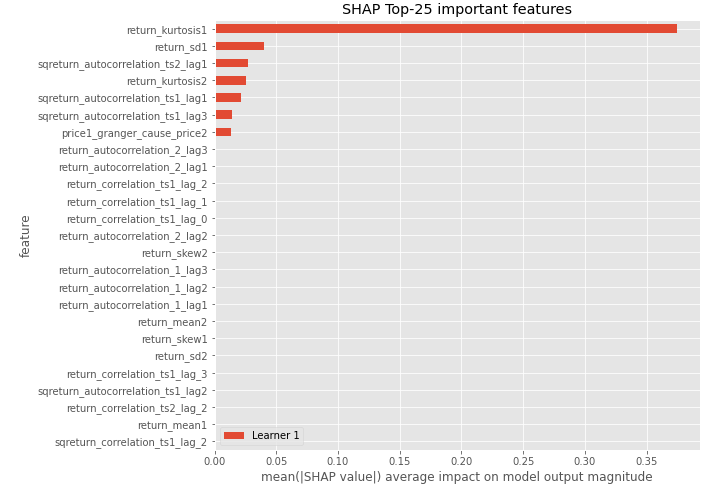 SHAP Top-25 important features
return_kurtosis1
return_sd1
sqreturn_autocorrelation_ts2_lag1
return_kurtosis2
sqreturn_autocorrelation_ts1_lag1
sqreturn_autocorrelation_ts1_lag3
price1_granger_cause_price2
return_autocorrelation_2_lag3
return_autocorrelation_2_lag1
return_correlation_ts1_lag_2
return_correlation_ts1_lag_1
return_correlation_ts1_lag_0
return_autocorrelation_2_lag2
return_skew2
return_autocorrelation_1_lag3
return_autocorrelation_1_lag2
return_autocorrelation_1_lag1
return_mean2
return_skew1
return_sd2
return_correlation_ts1_lag_3
sqreturn_autocorrelation_ts1_lag2
return_correlation_ts2_lag_2
return_mean1
sqreturn_correlation_ts1_lag_2
feature
Learner 1
0.00 0.05 0.10 0.15 0.20 0.25 0.30 0.35
mean(|SHAP value|) average impact on model output magnitude